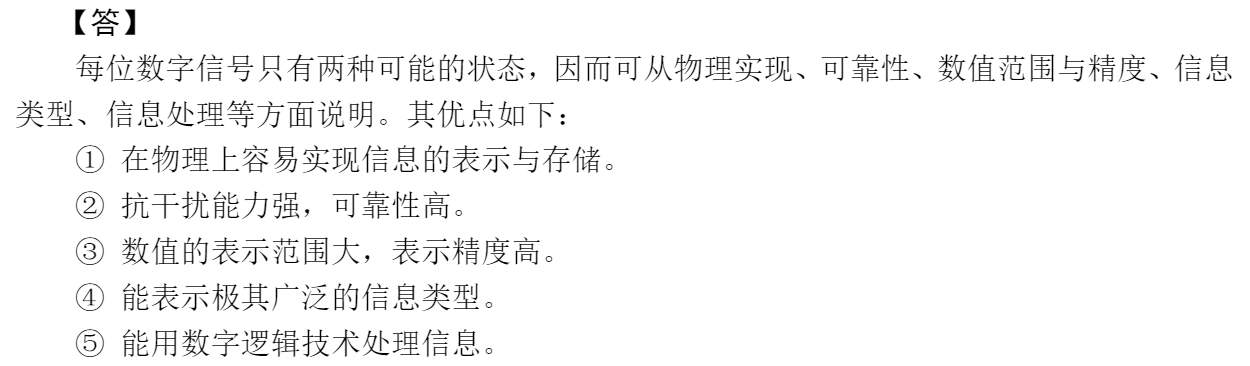 【答】
每位数字信号只有两种可能的状态，因而可从物理实现、可靠性、数值范围与精度、信息
类型、信息处理等方面说明。其优点如下：
① 在物理上容易实现信息的表示与存储。
② 抗干扰能力强，可靠性高。
③ 数值的表示范围大，表示精度高。
④ 能表示极其广泛的信息类型。
⑤ 能用数字逻辑技术处理信息。